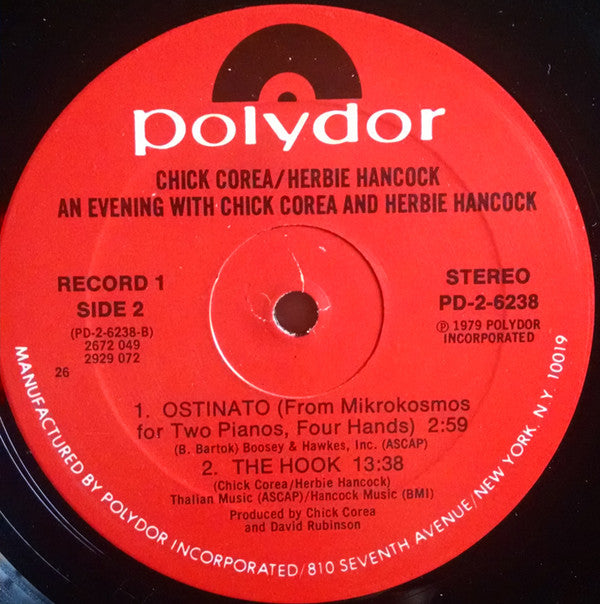 polydor
CHICK COREA/HERBIE HANCOCK
AN EVENING WITH CHICK COREA AND HERBIE HANCOCK
RECORD 1
SIDE 2
(PD-2-6238-B)
2672 049
2929 072
26
STEREO
PD-2-6238
Ⓟ 1979 POLYDOR
INCORPORATED
1. OSTINATO (From Mikrokosmos
for Two Pianos, Four Hands) 2:59
(B. Bartok) Boosey & Hawkes, Inc. (ASCAP)
2. THE HOOK 13:38
(Chick Corea/Herbie Hancock)
Thalian Music (ASCAP)/Hancock Music (BMI)
Produced by Chick Corea
and David Rubinson
MANUFACTURED BY POLYDOR INCORPORATED/810 SEVENTH AVENUE/NEW YORK. N.Y 10019